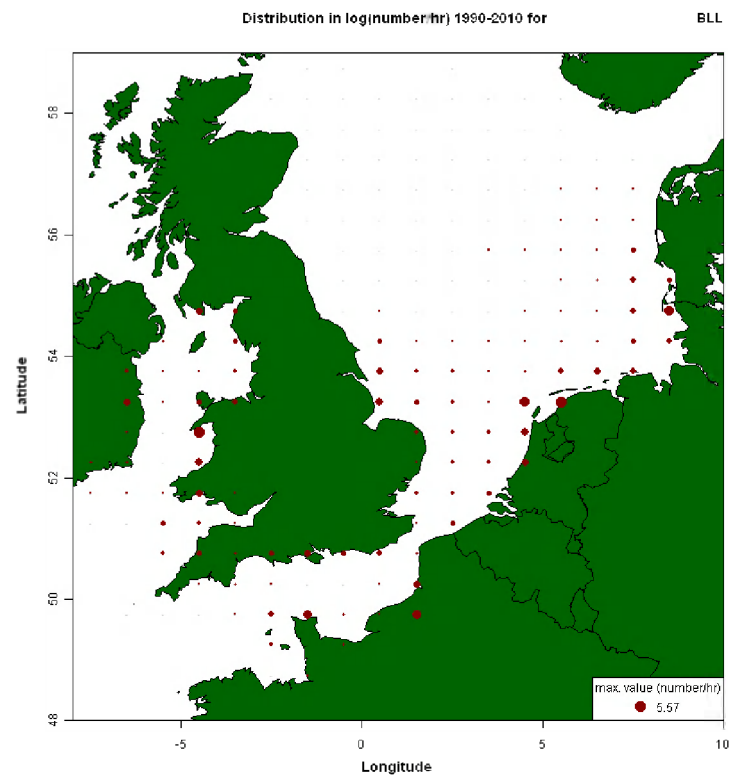 Distribution in log(number/hr) 1990-2010 for BLL
Latitude
58
56
54
52
50
48
max. value (number/hr)
5.57
-5 0 5 10
Longitude